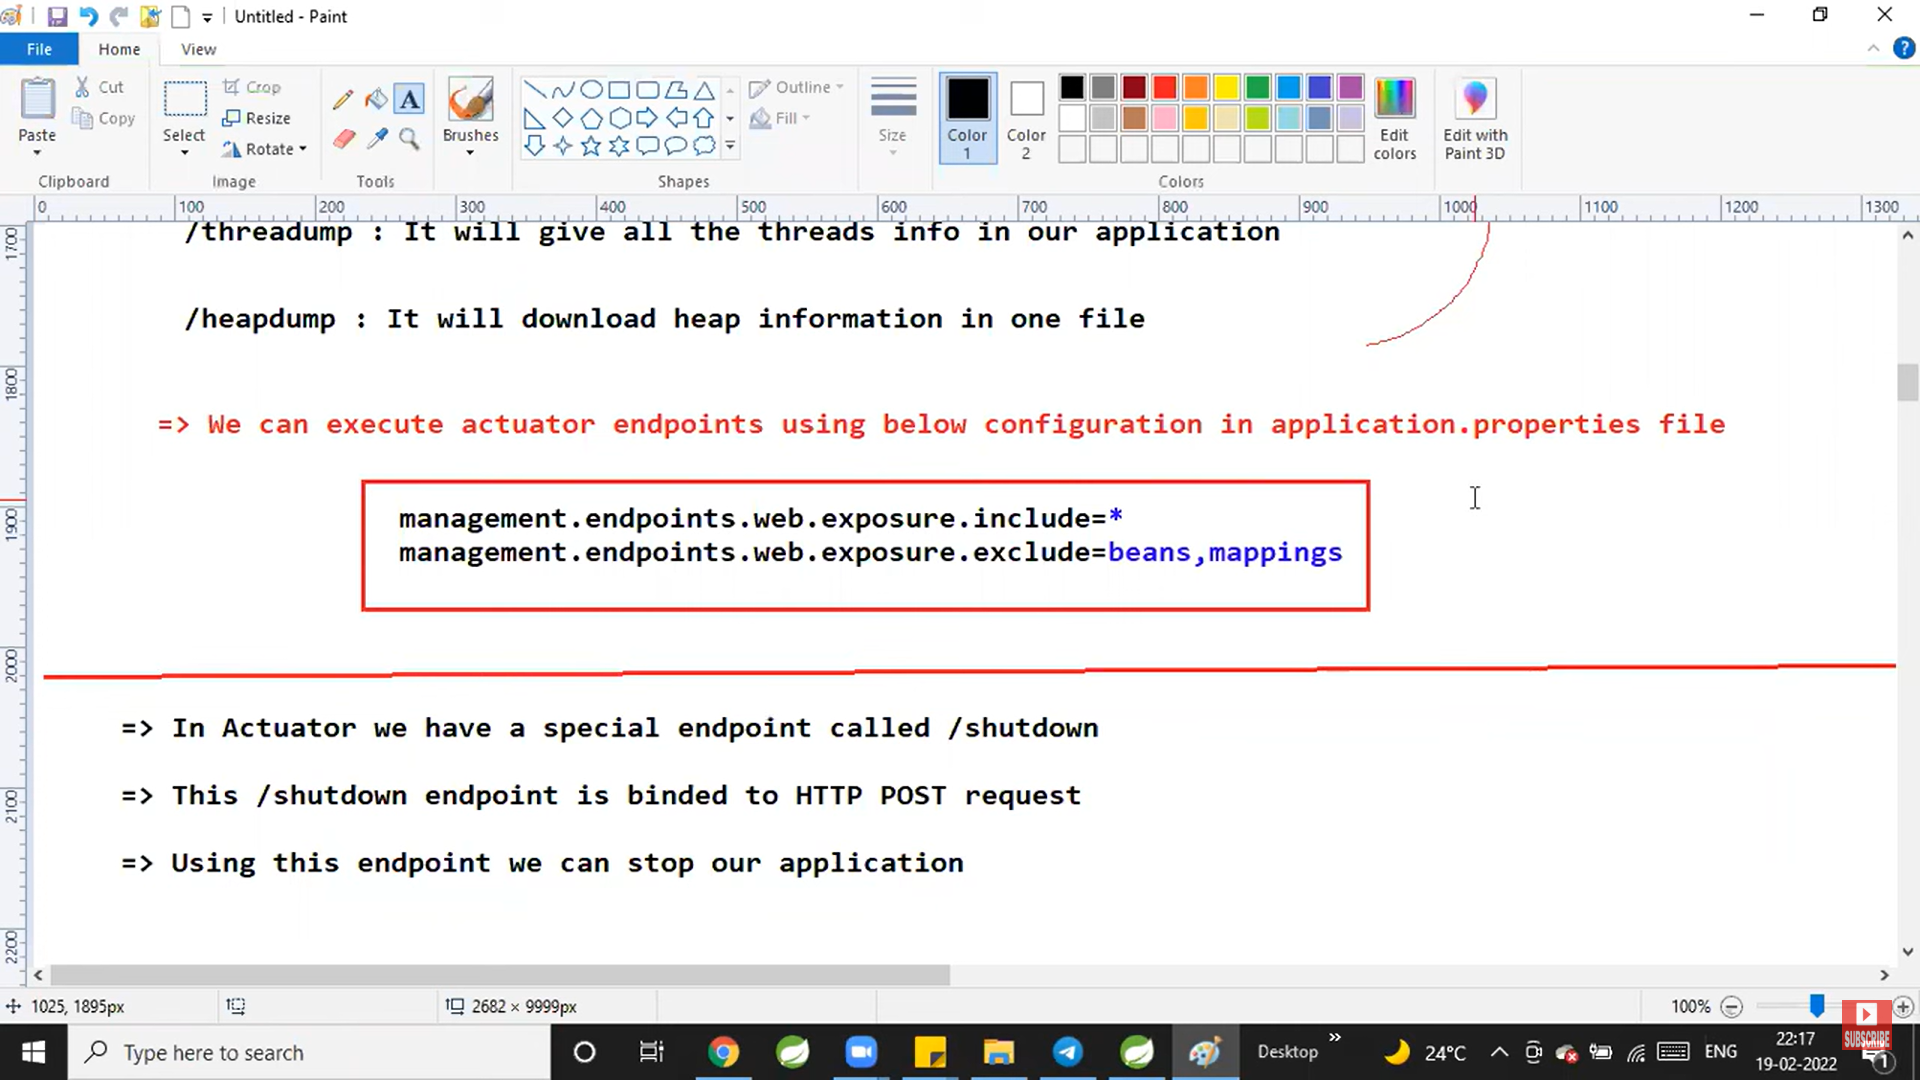 Untitled - Paint
File Home View
Paste
Cut
Copy
Clipboard
Select
Crop
Resize
Rotate
Image
Tools
Brushes
Shapes
Outline
Fill
Size
Color 1
Color 2
Edit colors
Edit with Paint 3D
Colors
0 100 200 300 400 500 600 700 800 900 1000 1100 1200 1300
1700
1800
1900
2000
2100
2200
/threadump : It will give all the threads info in our application
/heapdump : It will download heap information in one file
=> We can execute actuator endpoints using below configuration in application.properties file
management.endpoints.web.exposure.include=*
management.endpoints.web.exposure.exclude=beans,mappings
=> In Actuator we have a special endpoint called /shutdown
=> This /shutdown endpoint is binded to HTTP POST request
=> Using this endpoint we can stop our application
1025, 1895px
2682 × 9999px
100%
SUBSCRIBE
Type here to search
Desktop
24°C
ENG
22:17
19-02-2022
1